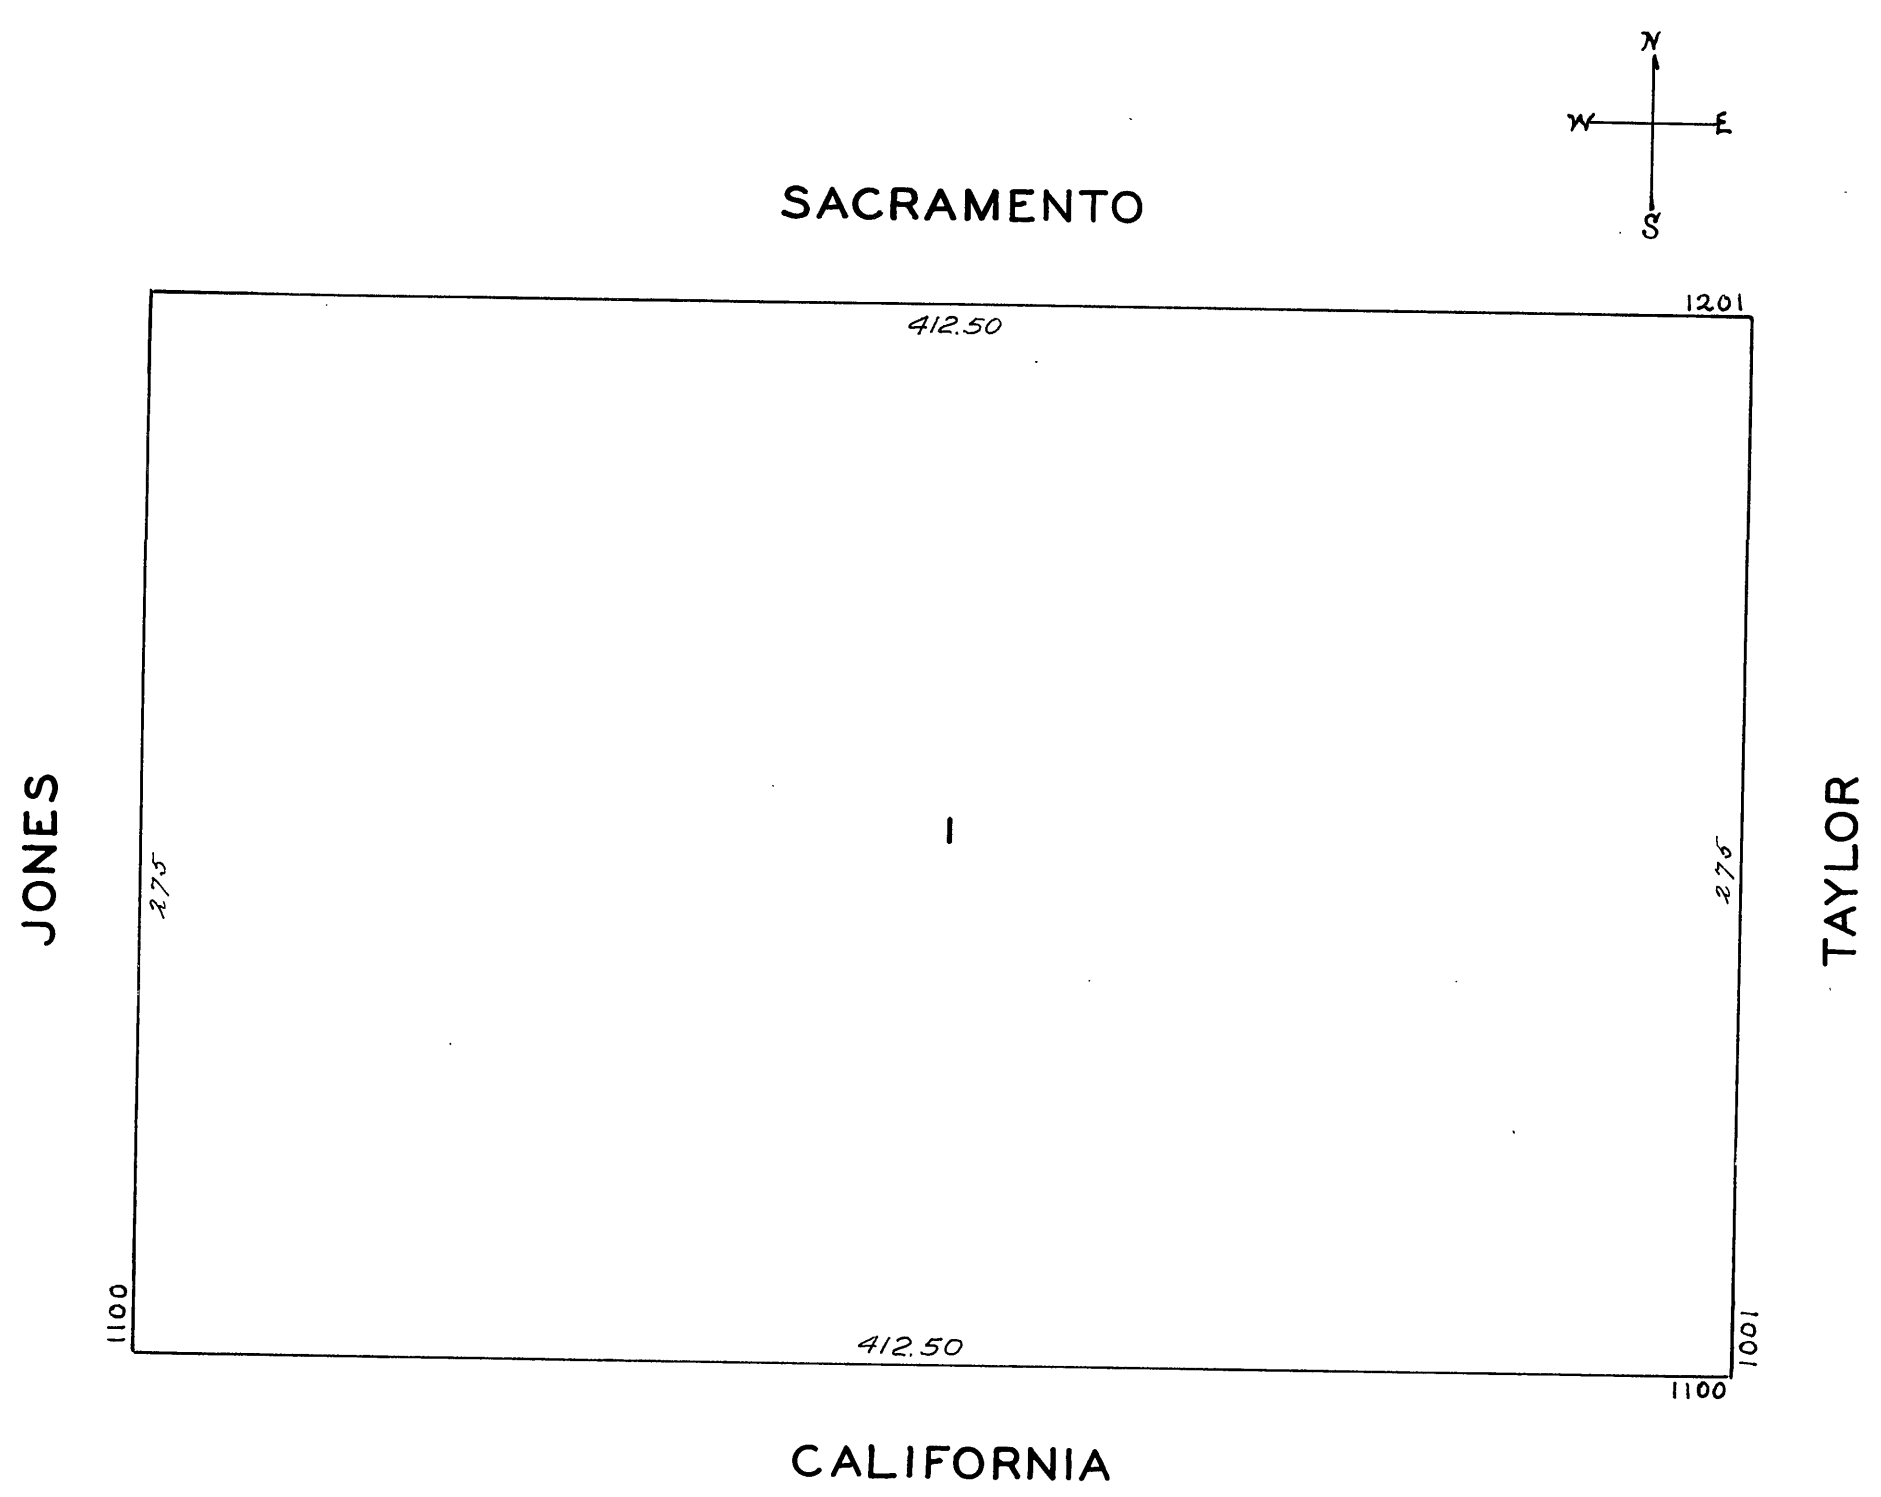 N
W E
S
SACRAMENTO
1201
412.50
JONES
275
1
275
TAYLOR
1100
412.50
1001
1100
CALIFORNIA